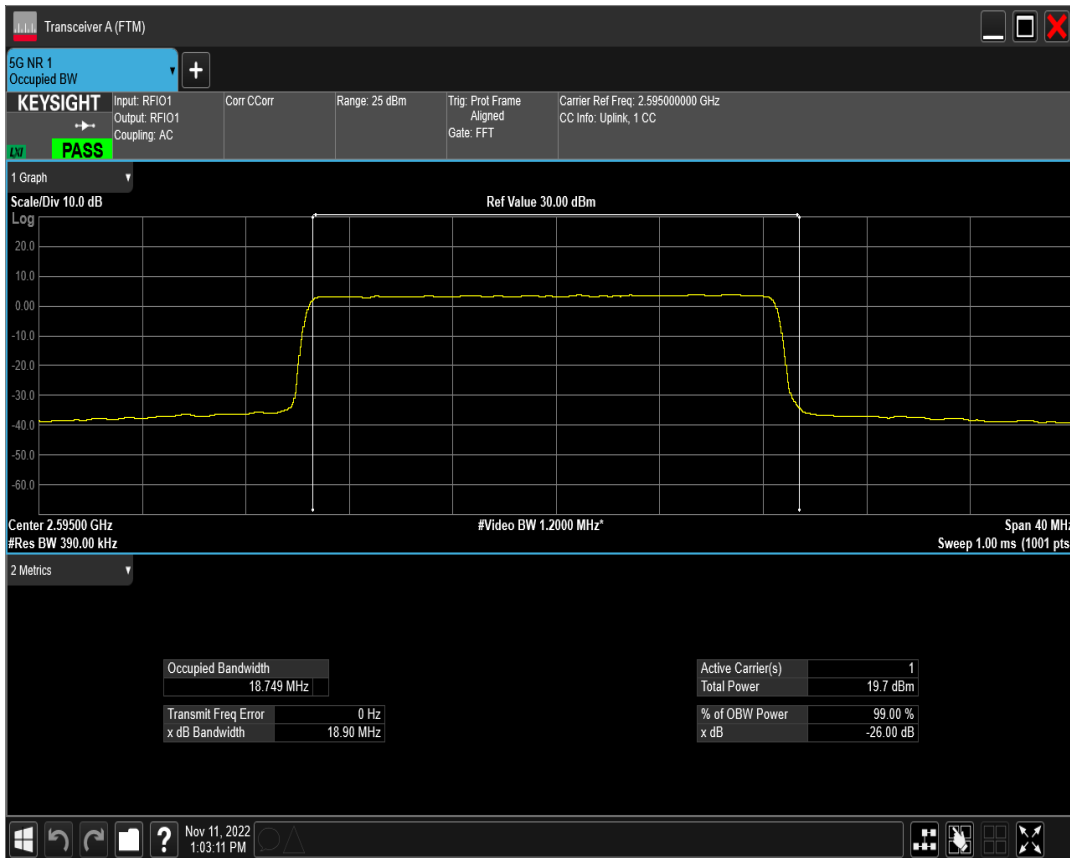 Transceiver A (FTM)
5G NR 1
Occupied BW
+
KEYSIGHT
LXI
PASS
Input: RFIO1
Output: RFIO1
Coupling: AC
Corr CCorr
Range: 25 dBm
Trig: Prot Frame
Aligned
Gate: FFT
Carrier Ref Freq: 2.595000000 GHz
CC Info: Uplink, 1 CC
1 Graph
Scale/Div 10.0 dB
Ref Value 30.00 dBm
Log
20.0
10.0
0.00
-10.0
-20.0
-30.0
-40.0
-50.0
-60.0
Center 2.59500 GHz
#Video BW 1.2000 MHz*
Span 40 MHz
#Res BW 390.00 kHz
Sweep 1.00 ms (1001 pts
2 Metrics
Occupied Bandwidth
18.749 MHz
Transmit Freq Error 0 Hz
x dB Bandwidth 18.90 MHz
Active Carrier(s) 1
Total Power 19.7 dBm
% of OBW Power 99.00 %
x dB -26.00 dB
?
Nov 11, 2022
1:03:11 PM